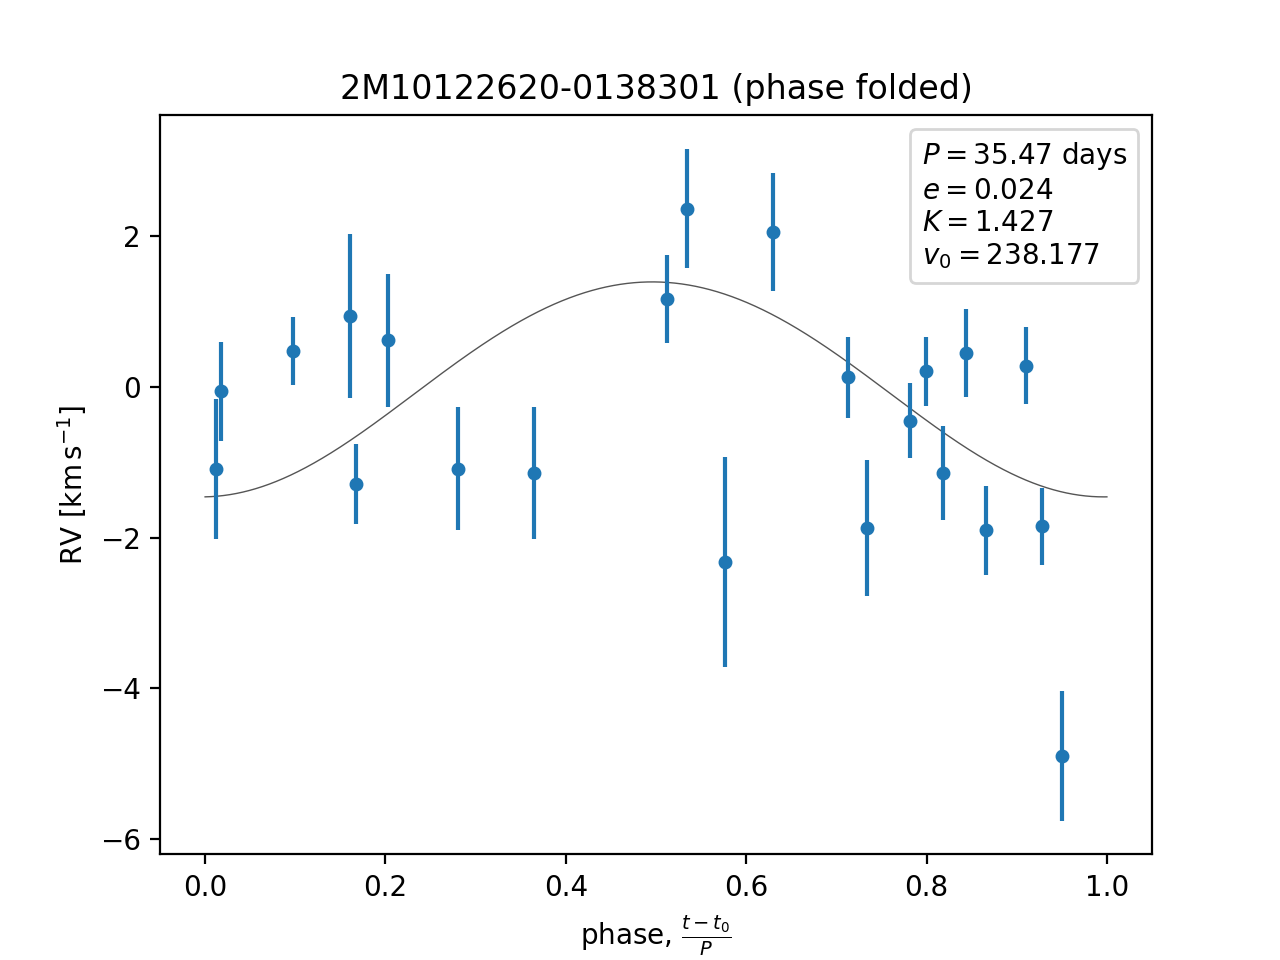 2M10122620-0138301 (phase folded)
P = 35.47 days
e = 0.024
K = 1.427
v₀ = 238.177
RV [km s⁻¹]
2
0
−2
−4
−6
0.0 0.2 0.4 0.6 0.8 1.0
phase, (t − t₀)/P